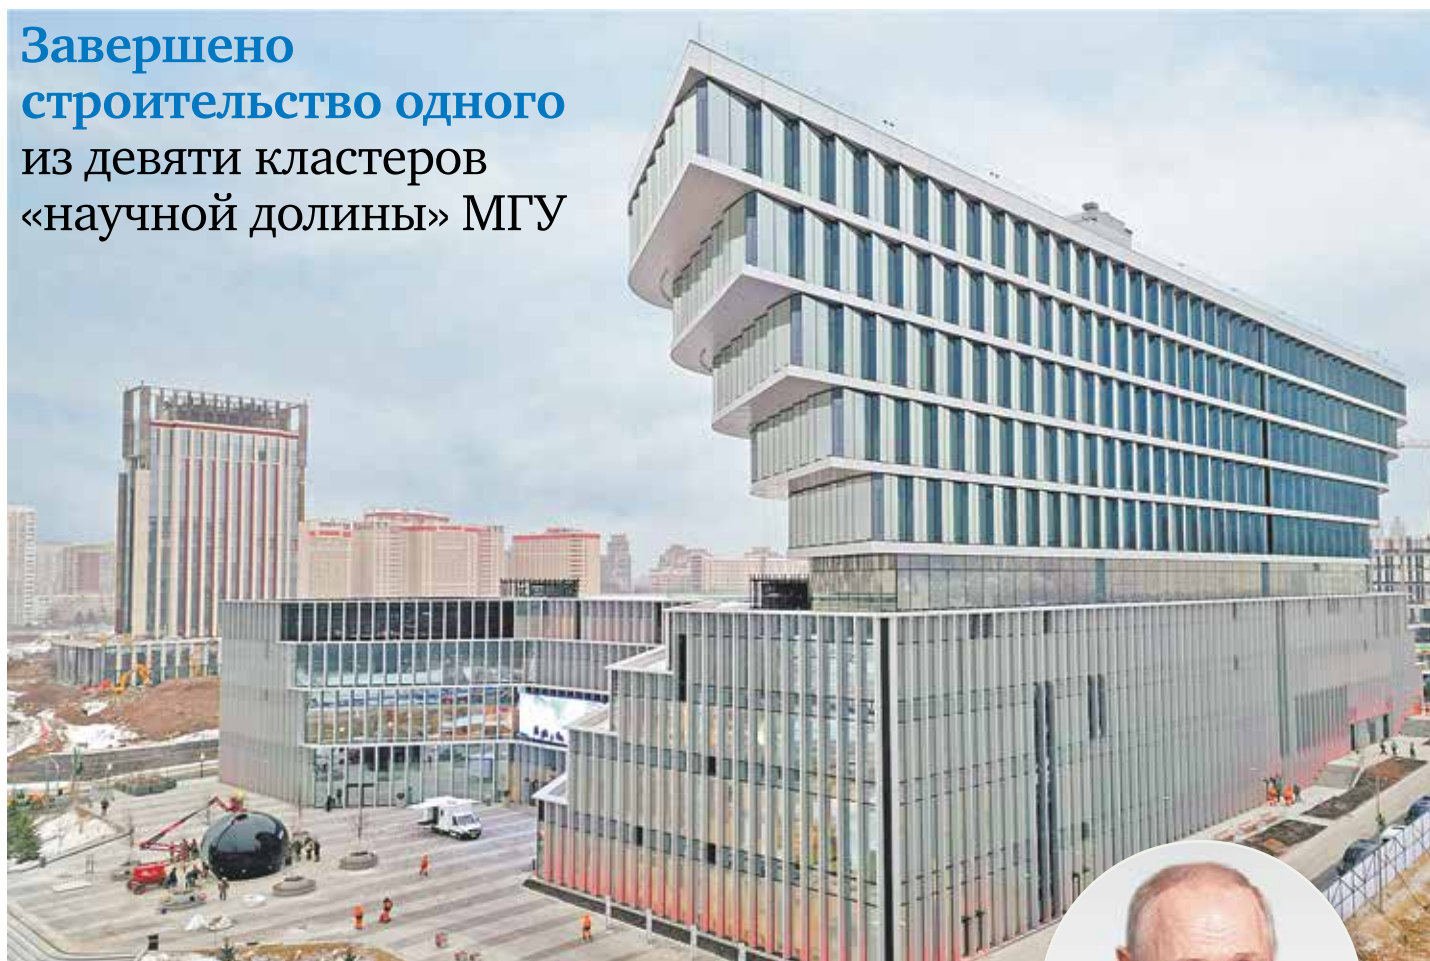 Завершено
строительство одного
из девяти кластеров
«научной долины» МГУ